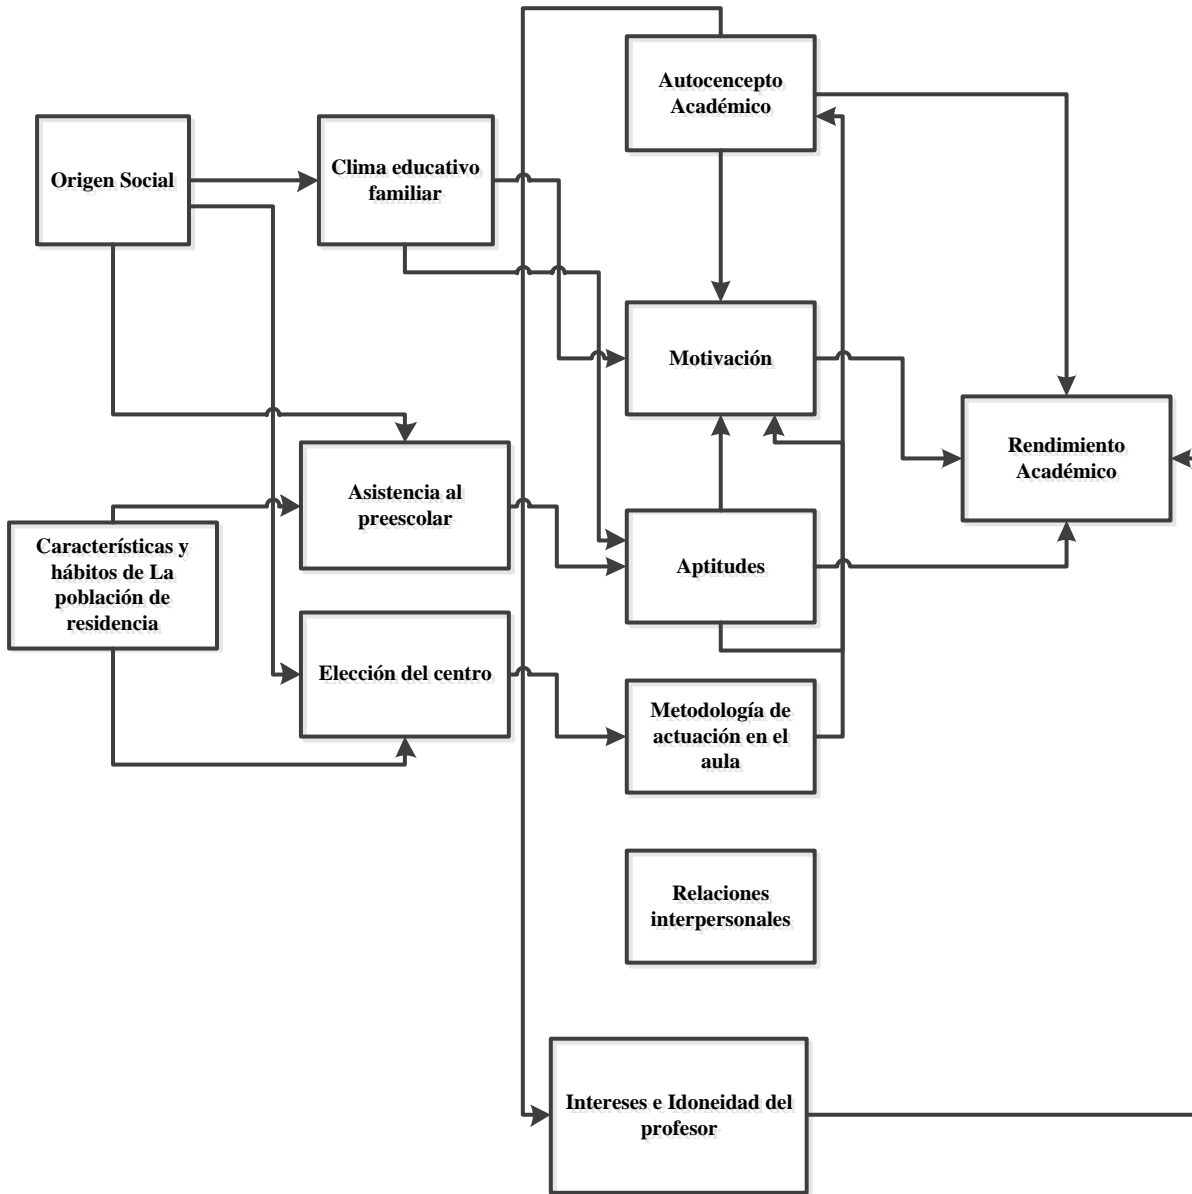 Autocencepto
Académico
Origen Social
Clima educativo
familiar
Motivación
Rendimiento
Académico
Asistencia al
preescolar
Características y
hábitos de La
población de
residencia
Aptitudes
Elección del centro
Metodología de
actuación en el
aula
Relaciones
interpersonales
Intereses e Idoneidad del
profesor